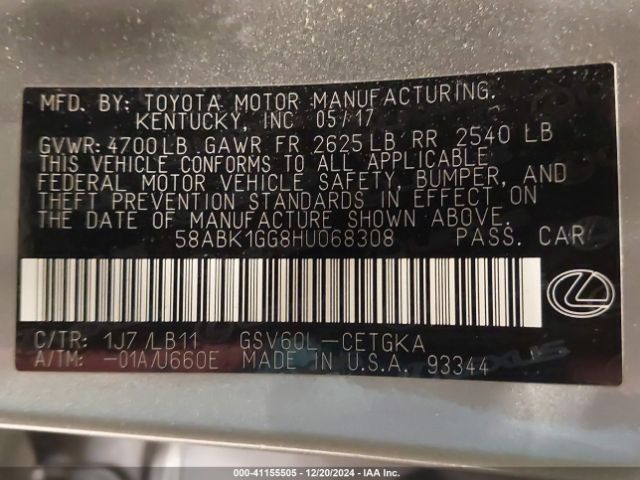 MFD. BY: TOYOTA MOTOR MANUFACTURING.
KENTUCKY, INC 05/17
GVWR: 4700LB GAWR FR 2625LB RR 2540 LB
THIS VEHICLE CONFORMS TO ALL APPLICABLE
FEDERAL MOTOR VEHICLE SAFETY, BUMPER, AND
THEFT PREVENTION STANDARDS IN EFFECT ON
THE DATE OF MANUFACTURE SHOWN ABOVE.
58ABK1GG8HU068308 PASS. CAR
C/TR: 1J7/LB11 GSV60L-CETGKA
A/TM: -01A/U660E MADE IN U.S.A. 93344
000-41155505 - 12/20/2024 - IAA Inc.